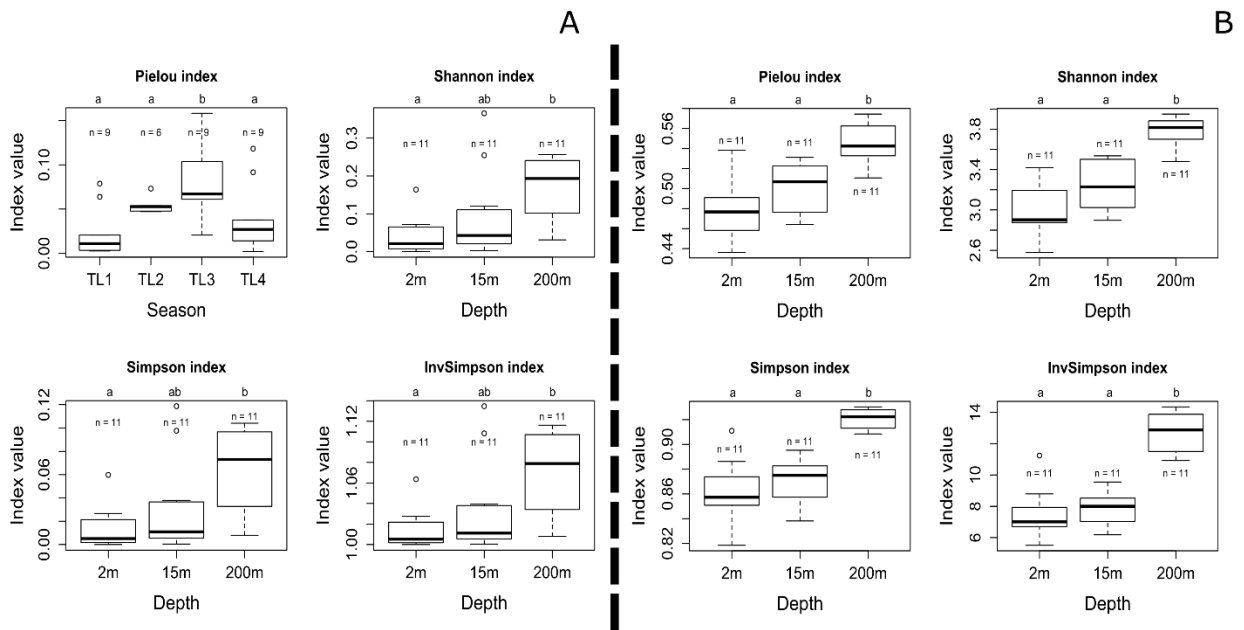 A
B
Pielou index
a a b a
n = 9 n = 6 n = 9 n = 9
Index value
0.10
0.00
TL1 TL2 TL3 TL4
Season
Shannon index
a ab b
n = 11 n = 11 n = 11
Index value
0.3
0.2
0.1
0.0
2m 15m 200m
Depth
Pielou index
a a b
n = 11 n = 11 n = 11
Index value
0.56
0.50
0.44
2m 15m 200m
Depth
Shannon index
a a b
n = 11 n = 11 n = 11
Index value
3.8
3.4
3.0
2.6
2m 15m 200m
Depth
Simpson index
a ab b
n = 11 n = 11 n = 11
Index value
0.12
0.06
0.00
2m 15m 200m
Depth
InvSimpson index
a ab b
n = 11 n = 11 n = 11
Index value
1.12
1.06
1.00
2m 15m 200m
Depth
Simpson index
a a b
n = 11 n = 11 n = 11
Index value
0.90
0.86
0.82
2m 15m 200m
Depth
InvSimpson index
a a b
n = 11 n = 11 n = 11
Index value
14
12
10
8
6
2m 15m 200m
Depth